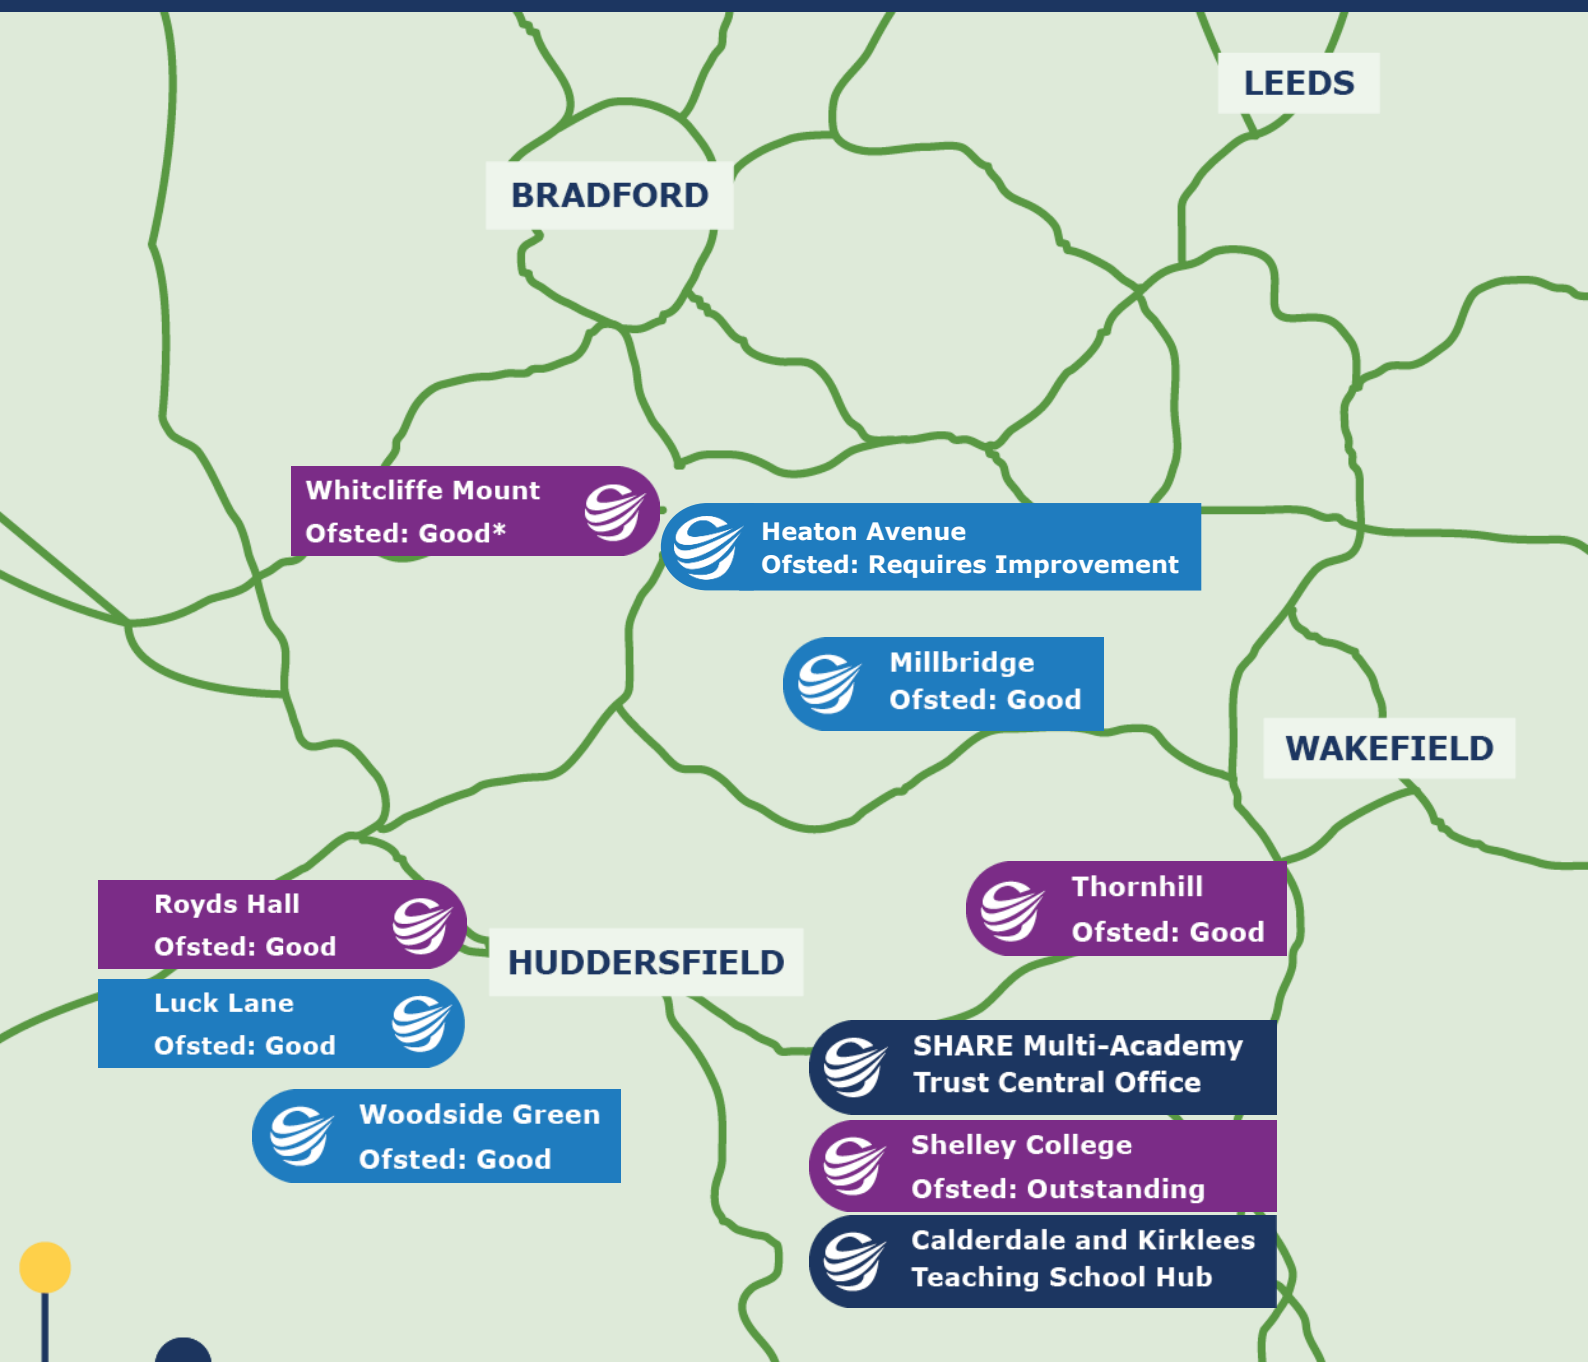 LEEDS
BRADFORD
Whitcliffe Mount
Ofsted: Good*
Heaton Avenue
Ofsted: Requires Improvement
Millbridge
Ofsted: Good
WAKEFIELD
Thornhill
Ofsted: Good
Royds Hall
Ofsted: Good
HUDDERSFIELD
Luck Lane
Ofsted: Good
SHARE Multi-Academy
Trust Central Office
Woodside Green
Ofsted: Good
Shelley College
Ofsted: Outstanding
Calderdale and Kirklees
Teaching School Hub